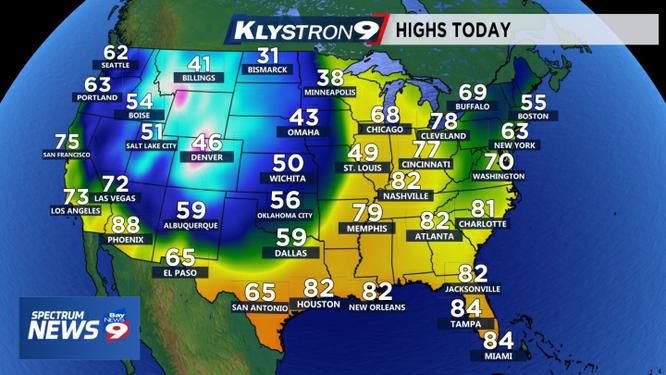 KLYSTRON 9 HIGHS TODAY
62
SEATTLE
41
BILLINGS
31
BISMARCK
38
MINNEAPOLIS
63
PORTLAND
54
BOISE
69
BUFFALO
55
BOSTON
43
OMAHA
68
CHICAGO
78
CLEVELAND
63
NEW YORK
75
SAN FRANCISCO
51
SALT LAKE CITY
46
DENVER
49
ST. LOUIS
77
CINCINNATI
70
WASHINGTON
50
WICHITA
82
NASHVILLE
73
LOS ANGELES
72
LAS VEGAS
88
PHOENIX
59
ALBUQUERQUE
56
OKLAHOMA CITY
79
MEMPHIS
82
ATLANTA
81
CHARLOTTE
65
EL PASO
59
DALLAS
65
SAN ANTONIO
82
HOUSTON
82
NEW ORLEANS
82
JACKSONVILLE
84
TAMPA
84
MIAMI
SPECTRUM
NEWS
Bay
NEWS
9